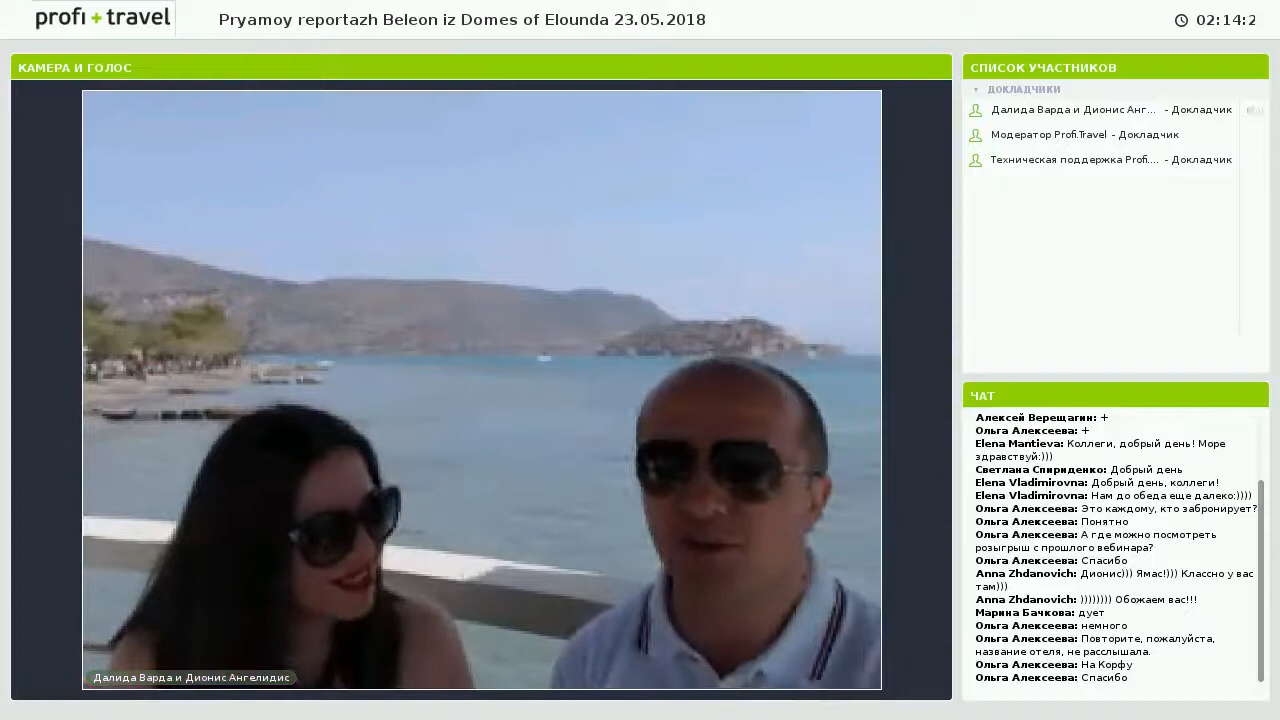 profi + travel
Pryamoy reportazh Beleon iz Domes of Elounda 23.05.2018
02:14:2
КАМЕРА И ГОЛОС
СПИСОК УЧАСТНИКОВ
ДОКЛАДЧИКИ
Далида Варда и Дионис Анг... - Докладчик
Модератор Profi.Travel - Докладчик
Техническая поддержка Profi.... - Докладчик
ЧАТ
Алексей Верещагин: +
Ольга Алексеева: +
Elena Mantieva: Коллеги, добрый день! Море
здравствуй:)))
Светлана Спириденко: Добрый день
Elena Vladimirovna: Добрый день, коллеги!
Elena Vladimirovna: Нам до обеда еще далеко:))))
Ольга Алексеева: Это каждому, кто забронирует?
Ольга Алексеева: Понятно
Ольга Алексеева: А где можно посмотреть
розыгрыш с прошлого вебинара?
Ольга Алексеева: Спасибо
Anna Zhdanovich: Дионис))) Ямас!))) Классно у вас
там)))
Anna Zhdanovich: )))))))) Обожаем вас!!!
Марина Бачкова: дует
Ольга Алексеева: немного
Ольга Алексеева: Повторите, пожалуйста,
название отеля, не расслышала.
Ольга Алексеева: На Корфу
Ольга Алексеева: Спасибо
Далида Варда и Дионис Ангелидис